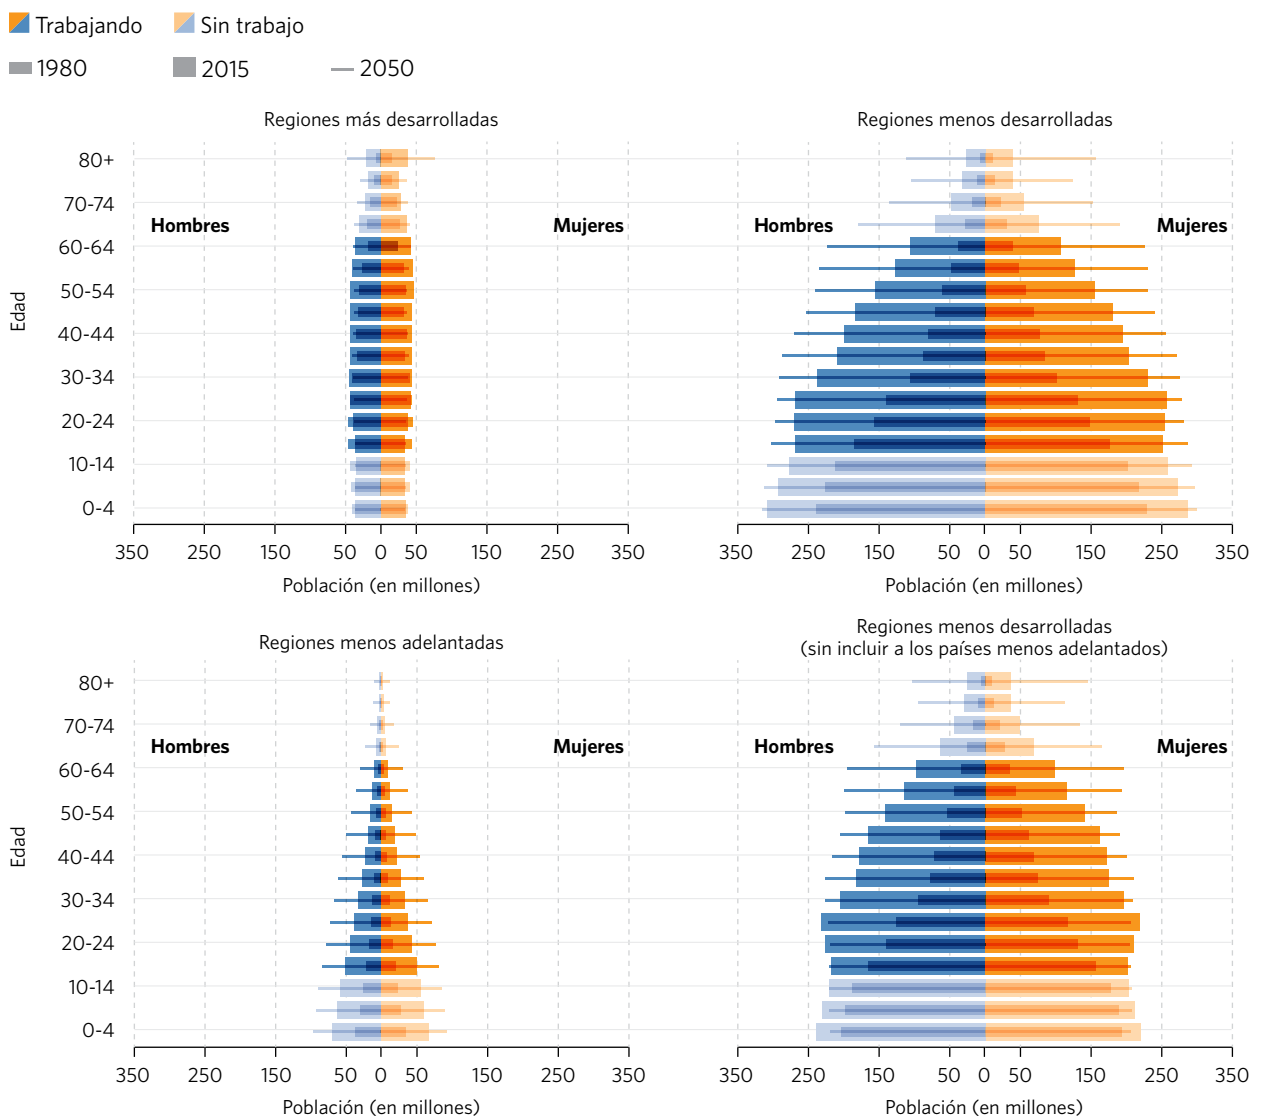 Trabajando Sin trabajo
1980 2015 2050
Regiones más desarrolladas
80+
70-74
Hombres Mujeres
60-64
50-54
Edad
40-44
30-34
20-24
10-14
0-4
350 250 150 50 0 50 150 250 350
Población (en millones)
Regiones menos desarrolladas
Hombres Mujeres
350 250 150 50 0 50 150 250 350
Población (en millones)
Regiones menos adelantadas
80+
70-74
Hombres Mujeres
60-64
50-54
Edad
40-44
30-34
20-24
10-14
0-4
350 250 150 50 0 50 150 250 350
Población (en millones)
Regiones menos desarrolladas
(sin incluir a los países menos adelantados)
Hombres Mujeres
350 250 150 50 0 50 150 250 350
Población (en millones)